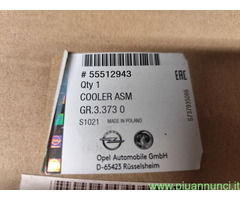 # 55512943
Qty 1
COOLER ASM
GR.3.373 0
S1021 MADE IN POLAND
EAC
Opel Automobile GmbH
D-65423 Rüsselsheim
www.piuannunci.it